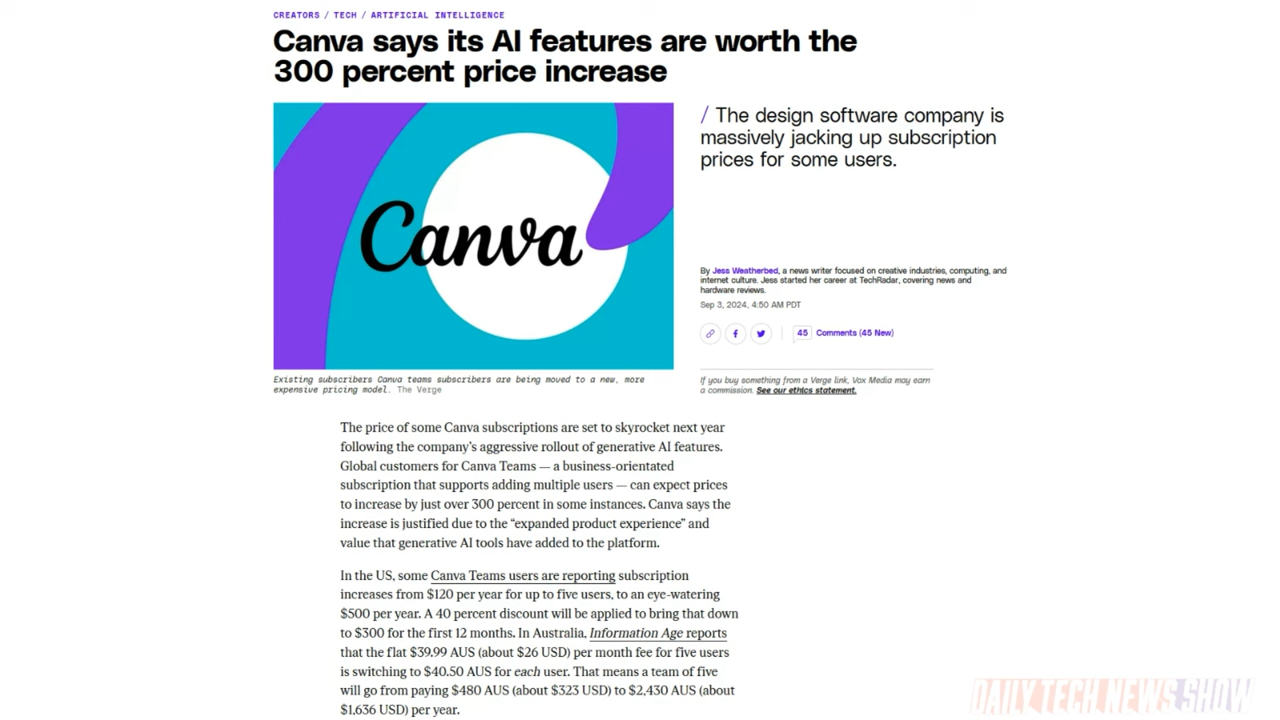 CREATORS / TECH / ARTIFICIAL INTELLIGENCE
Canva says its AI features are worth the
300 percent price increase
Canva
/ The design software company is
massively jacking up subscription
prices for some users.
By Jess Weatherbed, a news writer focused on creative industries, computing, and
internet culture. Jess started her career at TechRadar, covering news and
hardware reviews.
Sep 3, 2024, 4:50 AM PDT
45 Comments (45 New)
Existing subscribers Canva teams subscribers are being moved to a new, more
expensive pricing model. The Verge
If you buy something from a Verge link, Vox Media may earn
a commission. See our ethics statement.
The price of some Canva subscriptions are set to skyrocket next year
following the company's aggressive rollout of generative AI features.
Global customers for Canva Teams — a business-orientated
subscription that supports adding multiple users — can expect prices
to increase by just over 300 percent in some instances. Canva says the
increase is justified due to the “expanded product experience” and
value that generative AI tools have added to the platform.
In the US, some Canva Teams users are reporting subscription
increases from $120 per year for up to five users, to an eye-watering
$500 per year. A 40 percent discount will be applied to bring that down
to $300 for the first 12 months. In Australia, Information Age reports
that the flat $39.99 AUS (about $26 USD) per month fee for five users
is switching to $40.50 AUS for each user. That means a team of five
will go from paying $480 AUS (about $323 USD) to $2,430 AUS (about
$1,636 USD) per year.
DAILY TECH NEWS SHOW